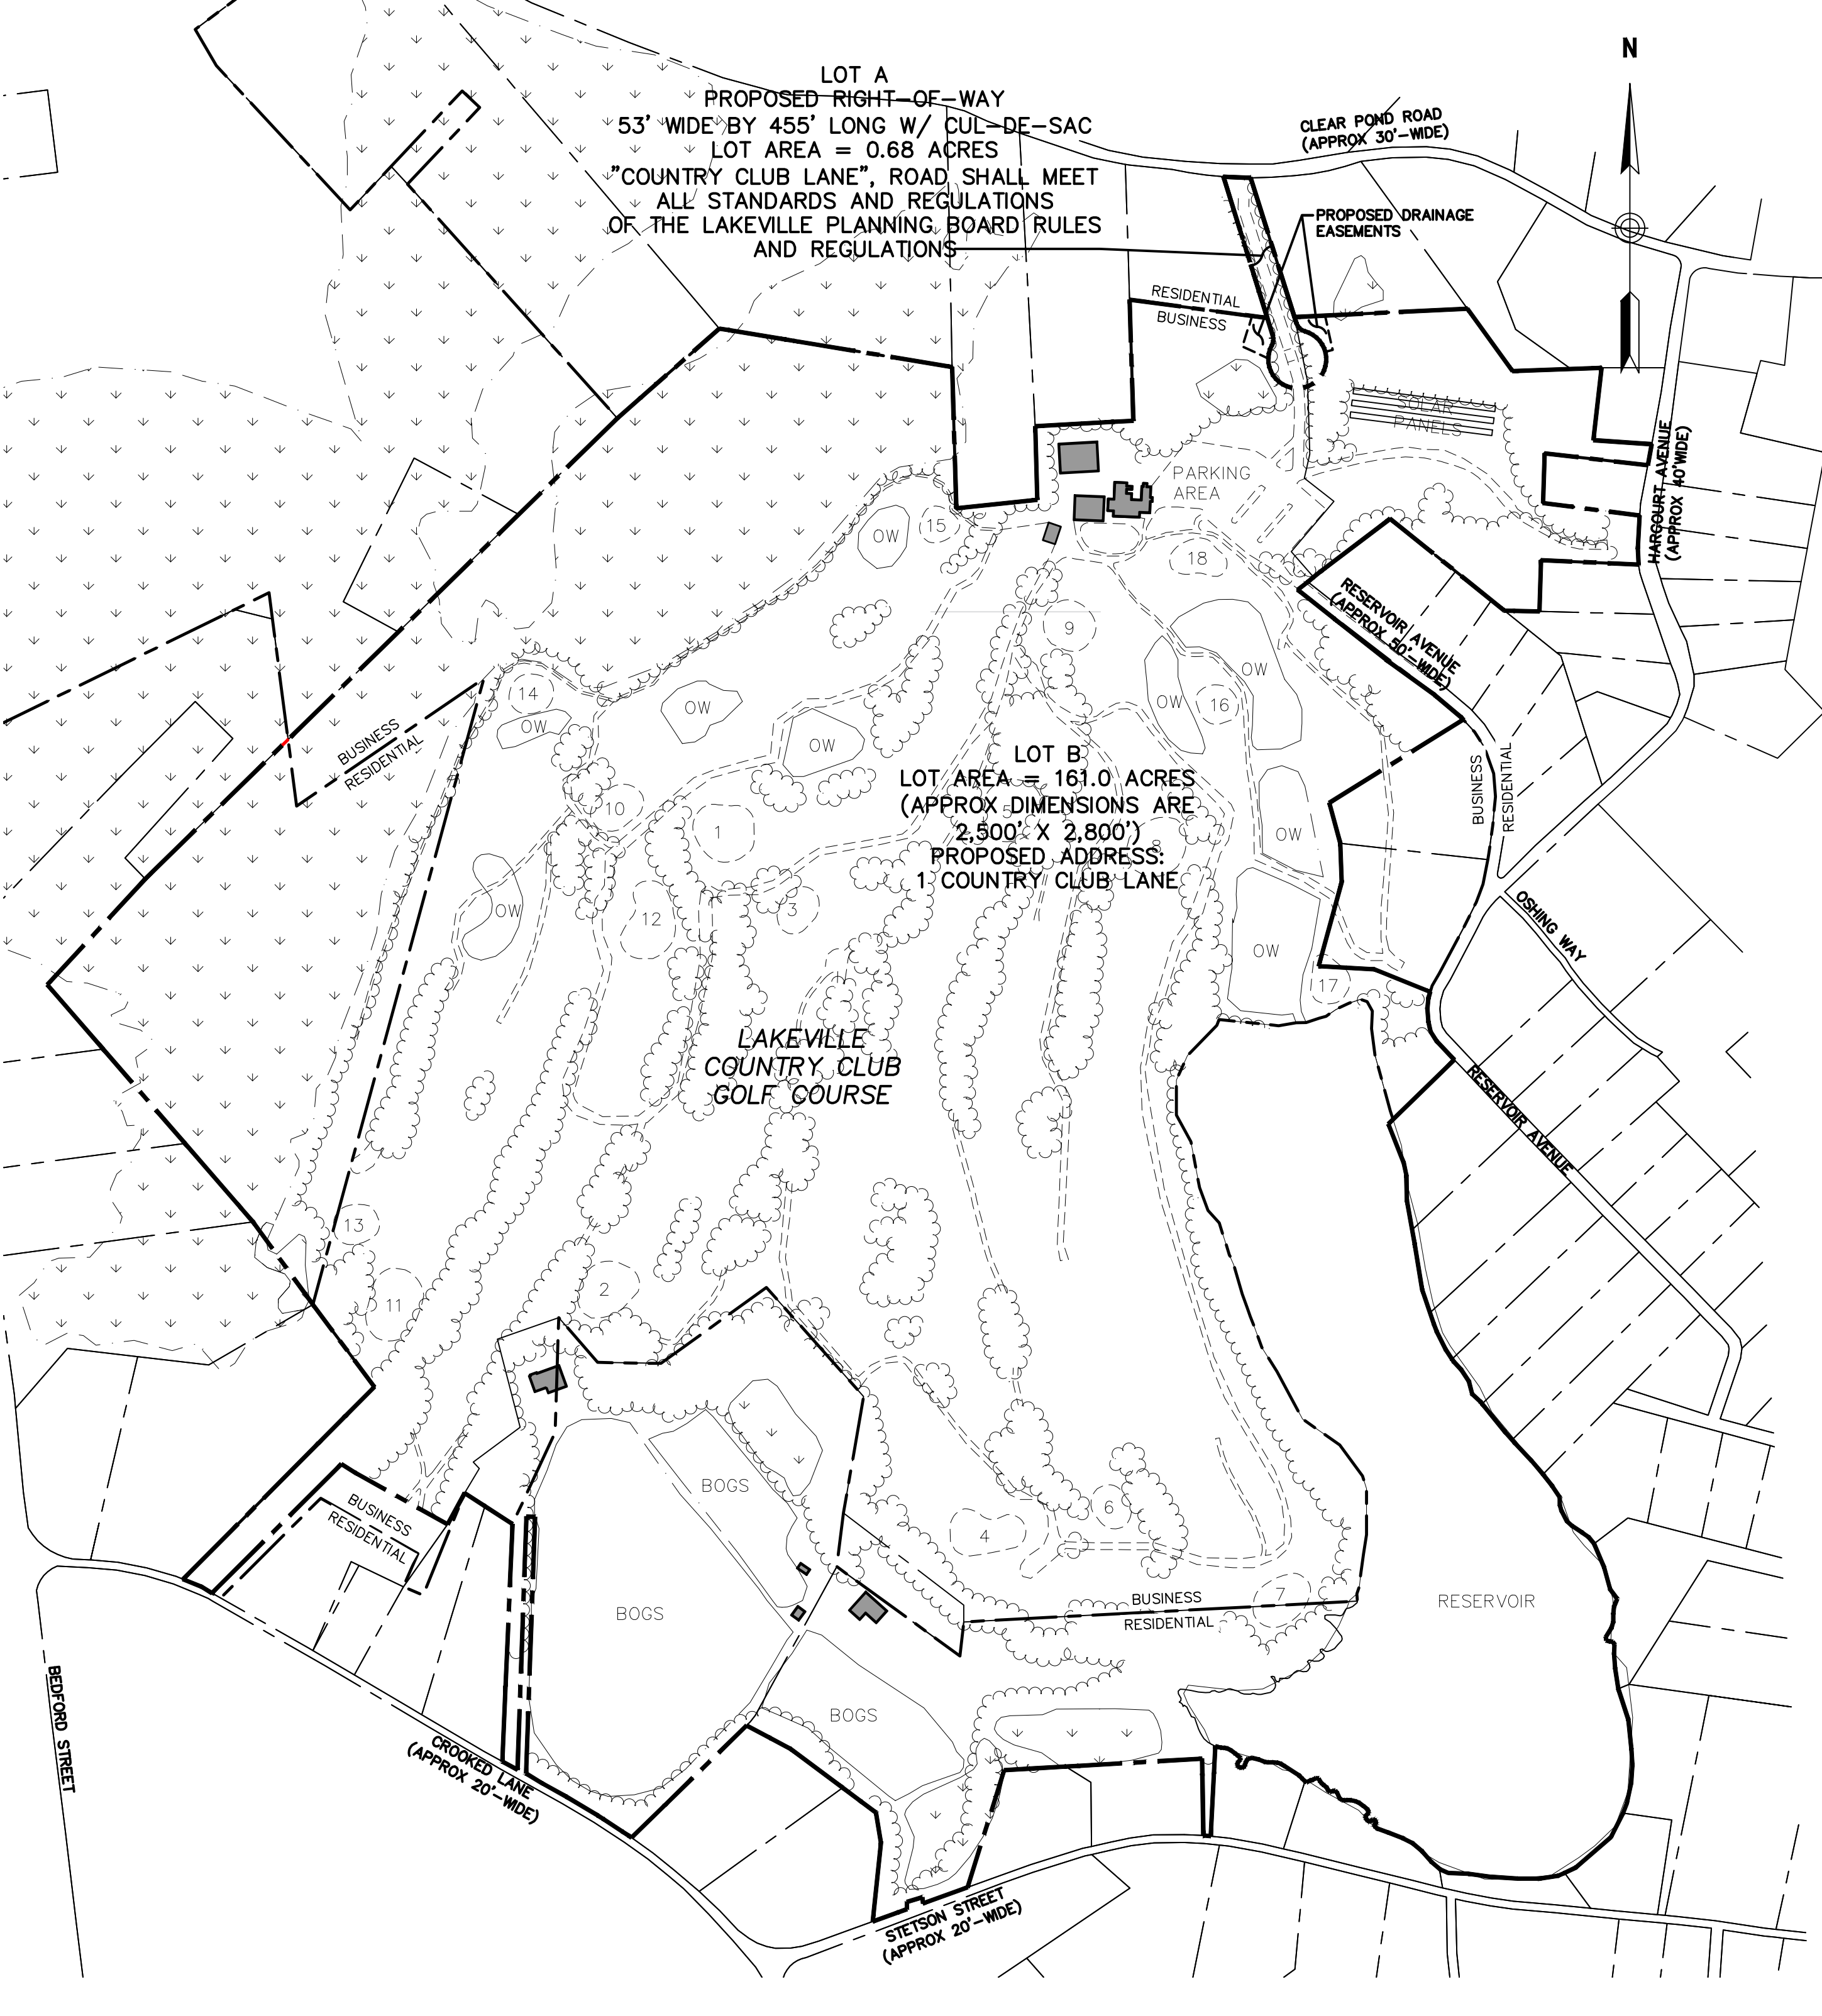 N
LOT A
PROPOSED RIGHT-OF-WAY
53' WIDE BY 455' LONG W/ CUL-DE-SAC
LOT AREA = 0.68 ACRES
"COUNTRY CLUB LANE", ROAD SHALL MEET
ALL STANDARDS AND REGULATIONS
OF THE LAKEVILLE PLANNING BOARD RULES
AND REGULATIONS
CLEAR POND ROAD
(APPROX 30'-WIDE)
PROPOSED DRAINAGE
EASEMENTS
RESIDENTIAL
BUSINESS
SOLAR
PANELS
PARKING
AREA
HARCOURT AVENUE
(APPROX 40'WIDE)
OW
15
18
RESERVOIR AVENUE
(APPROX 50'-WIDE)
9
OW
14
OW
OW
OW
16
OW
OW
BUSINESS
RESIDENTIAL
BUSINESS
RESIDENTIAL
LOT B
LOT AREA = 161.0 ACRES
(APPROX DIMENSIONS ARE
2,500' X 2,800')
PROPOSED ADDRESS:
1 COUNTRY CLUB LANE
10
1
5
8
OW
OW
12
3
OW
OSHING WAY
17
LAKEVILLE
COUNTRY CLUB
GOLF COURSE
RESERVOIR AVENUE
13
11
2
BOGS
BUSINESS
RESIDENTIAL
4
6
7
BUSINESS
RESIDENTIAL
RESERVOIR
BOGS
BOGS
BEDFORD STREET
CROOKED LANE
(APPROX 20'-WIDE)
STETSON STREET
(APPROX 20'-WIDE)